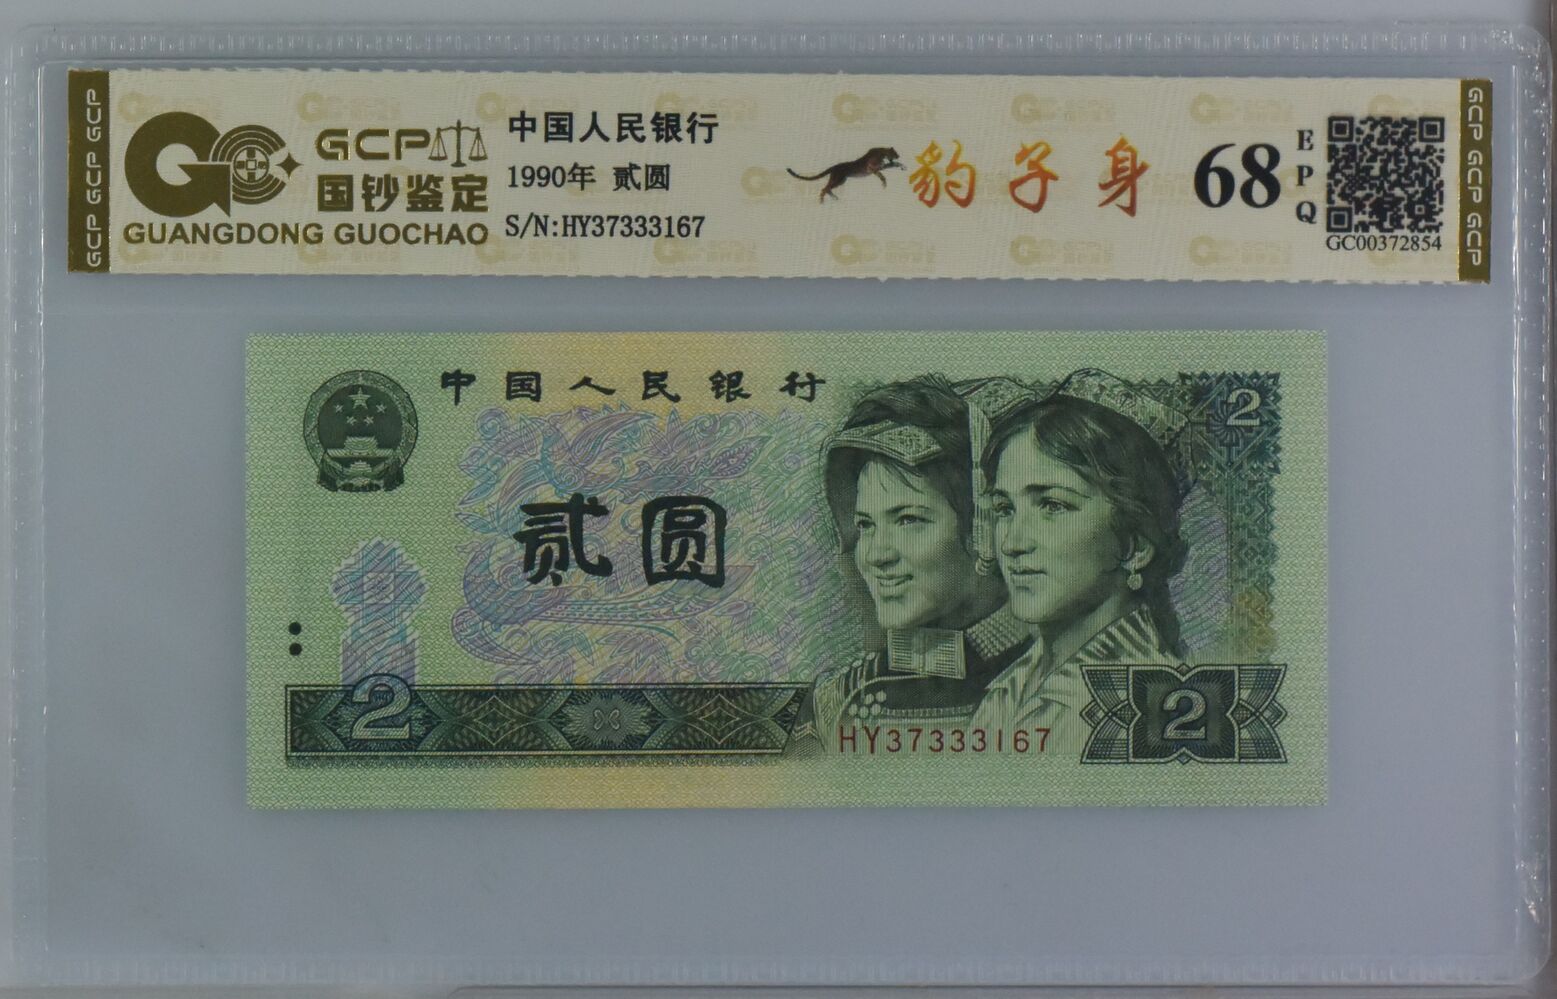 GCP GCP GCP
GCP
国钞鉴定
GUANGDONG GUOCHAO
中国人民银行
1990年 贰圆
S/N:HY37333167
豹子身
68
EPQ
GC00372854
GCP GCP GCP
中国人民银行
2
贰圆
2
HY37333167
2